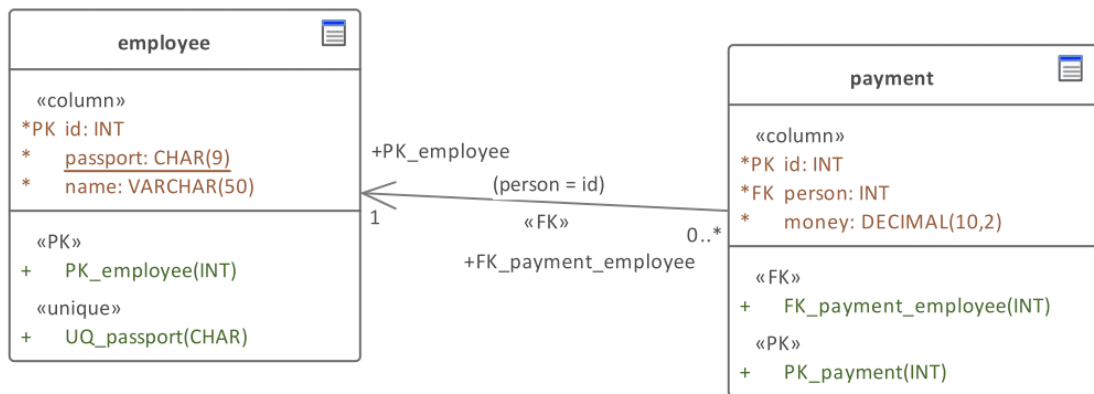 employee
«column»
*PK id: INT
* passport: CHAR(9)
* name: VARCHAR(50)
«PK»
+ PK_employee(INT)
«unique»
+ UQ_passport(CHAR)
+PK_employee
(person = id)
1
«FK»
0..*
+FK_payment_employee
payment
«column»
*PK id: INT
*FK person: INT
* money: DECIMAL(10,2)
«FK»
+ FK_payment_employee(INT)
«PK»
+ PK_payment(INT)